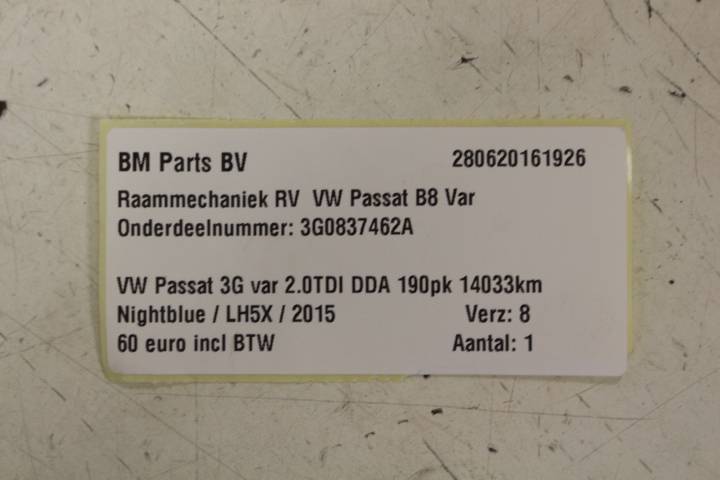 BM Parts BV 280620161926
Raammechaniek RV VW Passat B8 Var
Onderdeelnummer: 3G0837462A
VW Passat 3G var 2.0TDI DDA 190pk 14033km
Nightblue / LH5X / 2015 Verz: 8
60 euro incl BTW Aantal: 1